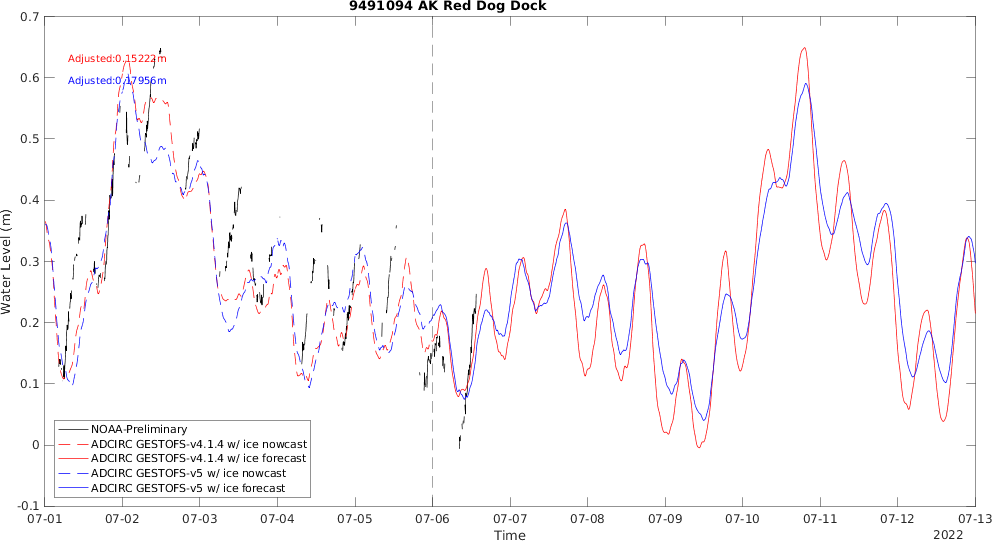 9491094 AK Red Dog Dock
0.7
0.6
0.5
0.4
0.3
0.2
0.1
0
-0.1
Water Level (m)
Adjusted:0.15222m
Adjusted:0.17956m
NOAA-Preliminary
ADCIRC GESTOFS-v4.1.4 w/ ice nowcast
ADCIRC GESTOFS-v4.1.4 w/ ice forecast
ADCIRC GESTOFS-v5 w/ ice nowcast
ADCIRC GESTOFS-v5 w/ ice forecast
07-01 07-02 07-03 07-04 07-05 07-06 07-07 07-08 07-09 07-10 07-11 07-12 07-13
Time
2022